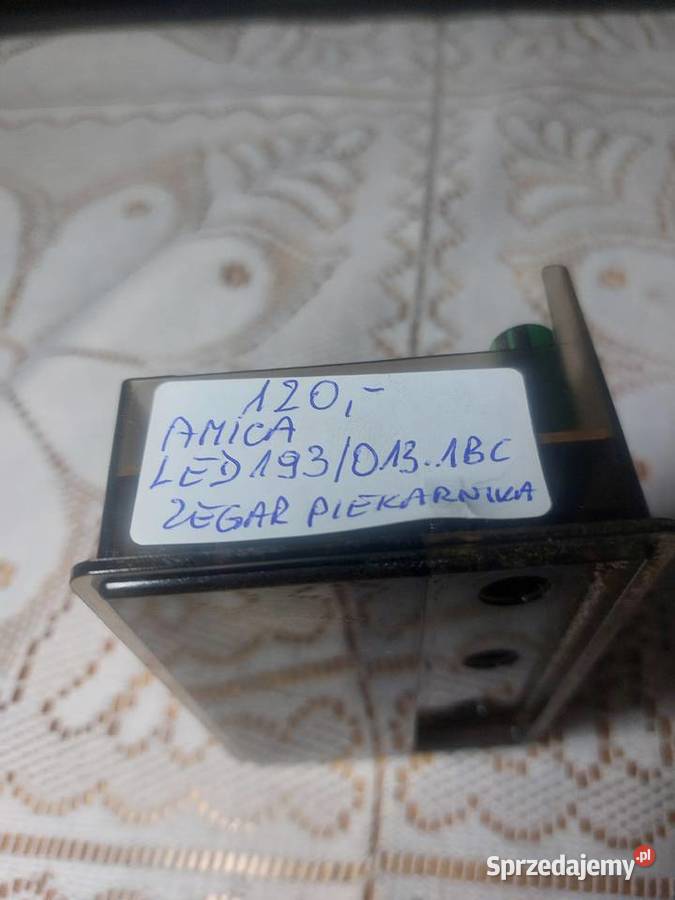 120,-
AMICA
LED193/013..1BC
ZEGAR PIEKARNIKA
Sprzedajemy.pl